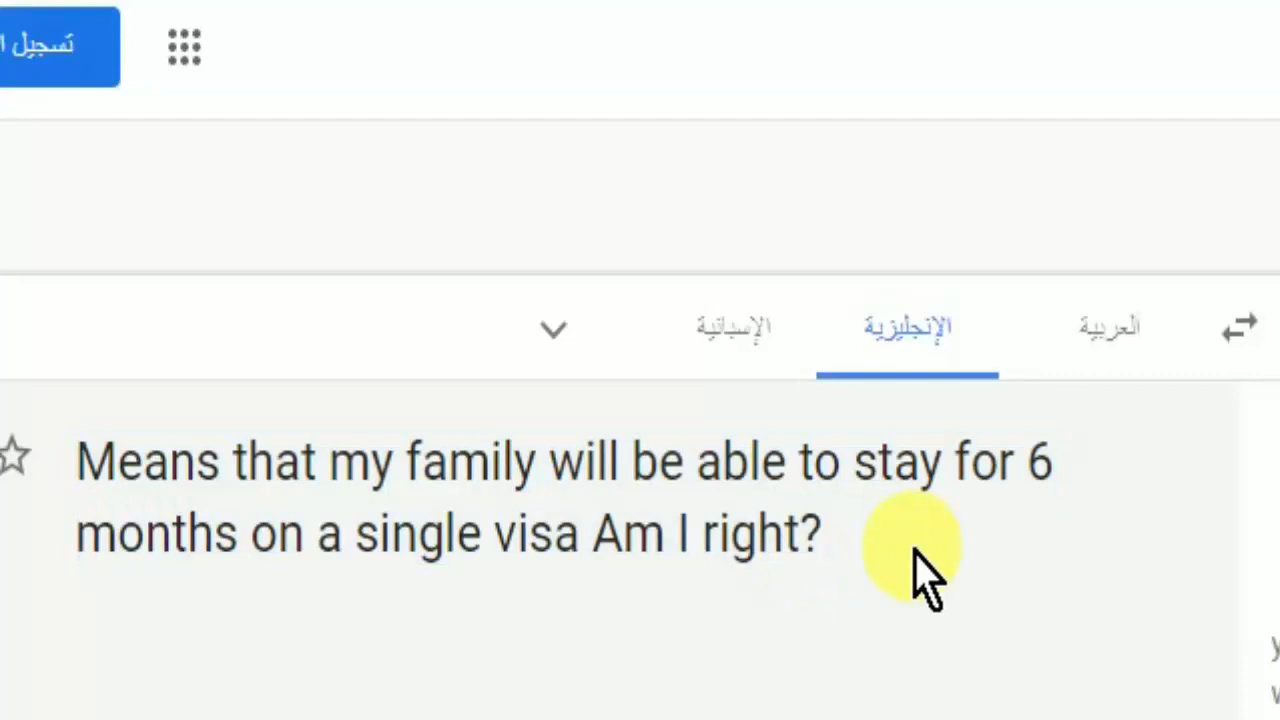 تسجيل
العربية
الإنجليزية
الإسبانية
Means that my family will be able to stay for 6
months on a single visa Am I right?